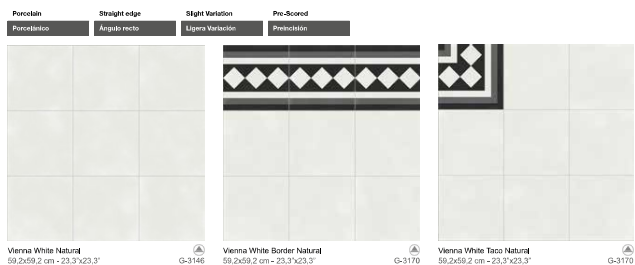 Porcelain Straight edge Slight Variation Pre-Scored
Porcelánico Ángulo recto Ligera Variación Preincisión
Vienna White Natural
59,2x59,2 cm - 23,3"x23,3" G-3146
Vienna White Border Natural
59,2x59,2 cm - 23,3"x23,3" G-3170
Vienna White Taco Natural
59,2x59,2 cm - 23,3"x23,3" G-3170